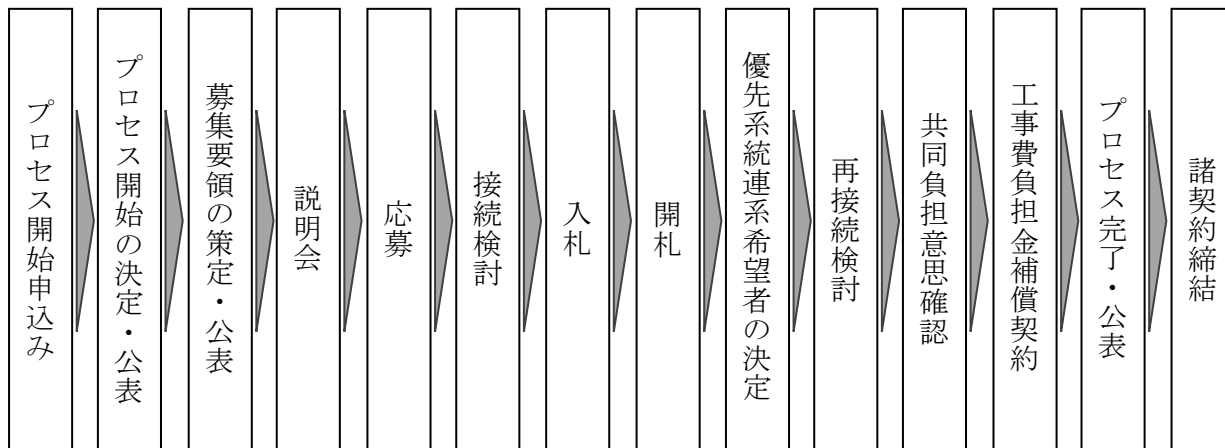 プロセス開始申込み
プロセス開始の決定・公表
募集要領の策定・公表
説明会
応募
接続検討
入札
開札
優先系統連系希望者の決定
再接続検討
共同負担意思確認
工事費負担金補償契約
プロセス完了・公表
諸契約締結